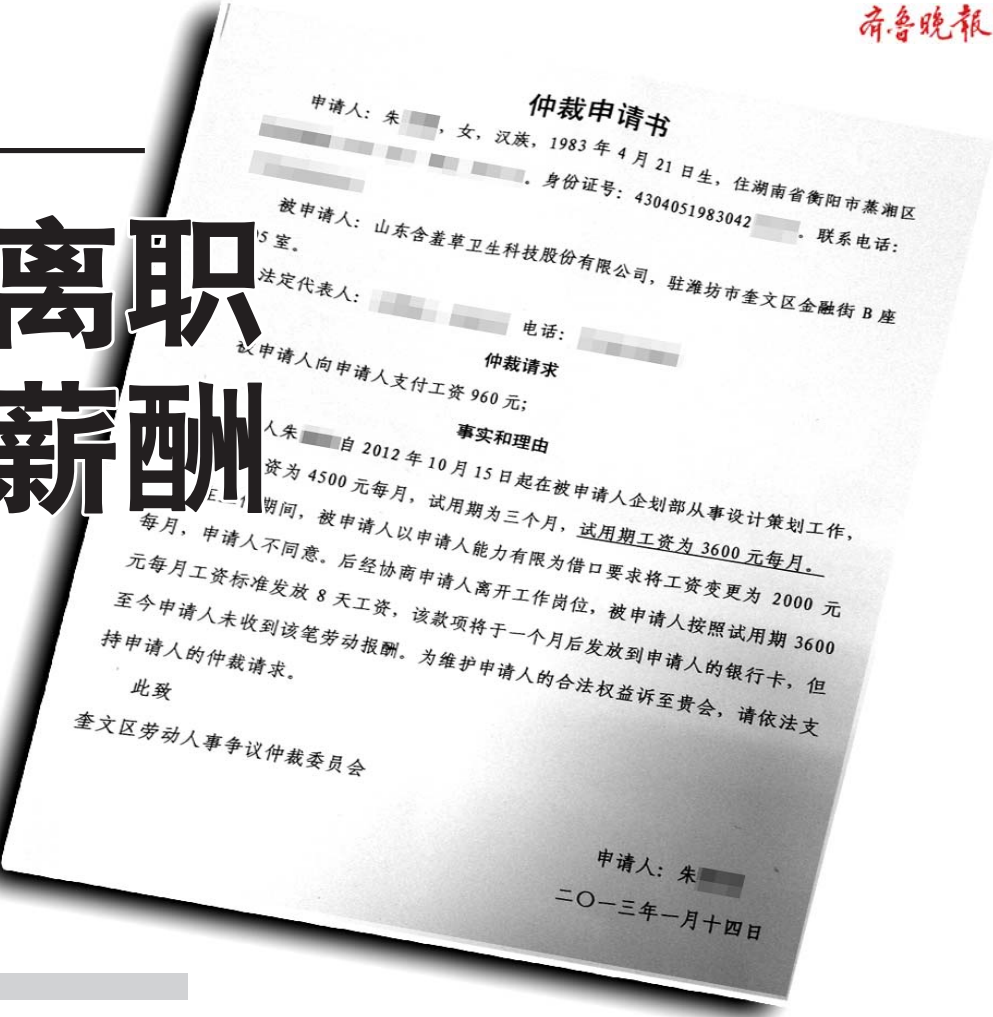 齐鲁晚报
离职
薪酬
仲裁申请书
申请人：朱，女，汉族，1983年4月21日生，住湖南省衡阳市蒸湘区
。身份证号：4304051983042。联系电话：
被申请人：山东含羞草卫生科技股份有限公司，驻潍坊市奎文区金融街B座
5室。
法定代表人： 电话：
仲裁请求
被申请人向申请人支付工资960元；
事实和理由
人朱自2012年10月15日起在被申请人企划部从事设计策划工作，
资为4500元每月，试用期为三个月，试用期工资为3600元每月。
期间，被申请人以申请人能力有限为借口要求将工资变更为2000元
每月，申请人不同意。后经协商申请人离开工作岗位，被申请人按照试用期3600
元每月工资标准发放8天工资，该款项将于一个月后发放到申请人的银行卡，但
至今申请人未收到该笔劳动报酬。为维护申请人的合法权益诉至贵会，请依法支
持申请人的仲裁请求。
此致
奎文区劳动人事争议仲裁委员会
申请人：朱
二〇一三年一月十四日